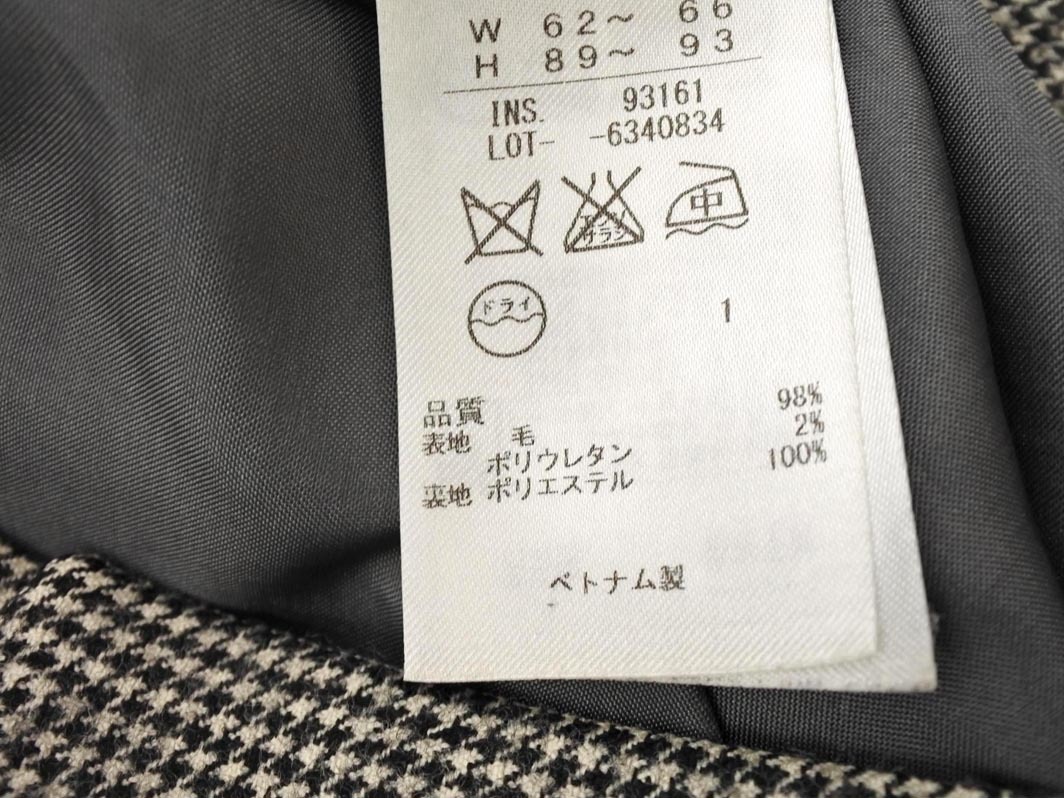 W 62～ 66
H 89～ 93
INS. 93161
LOT- -6340834
中
ドライ
1
品質
表地 毛 98%
ポリウレタン 2%
裏地 ポリエステル 100%
ベトナム製